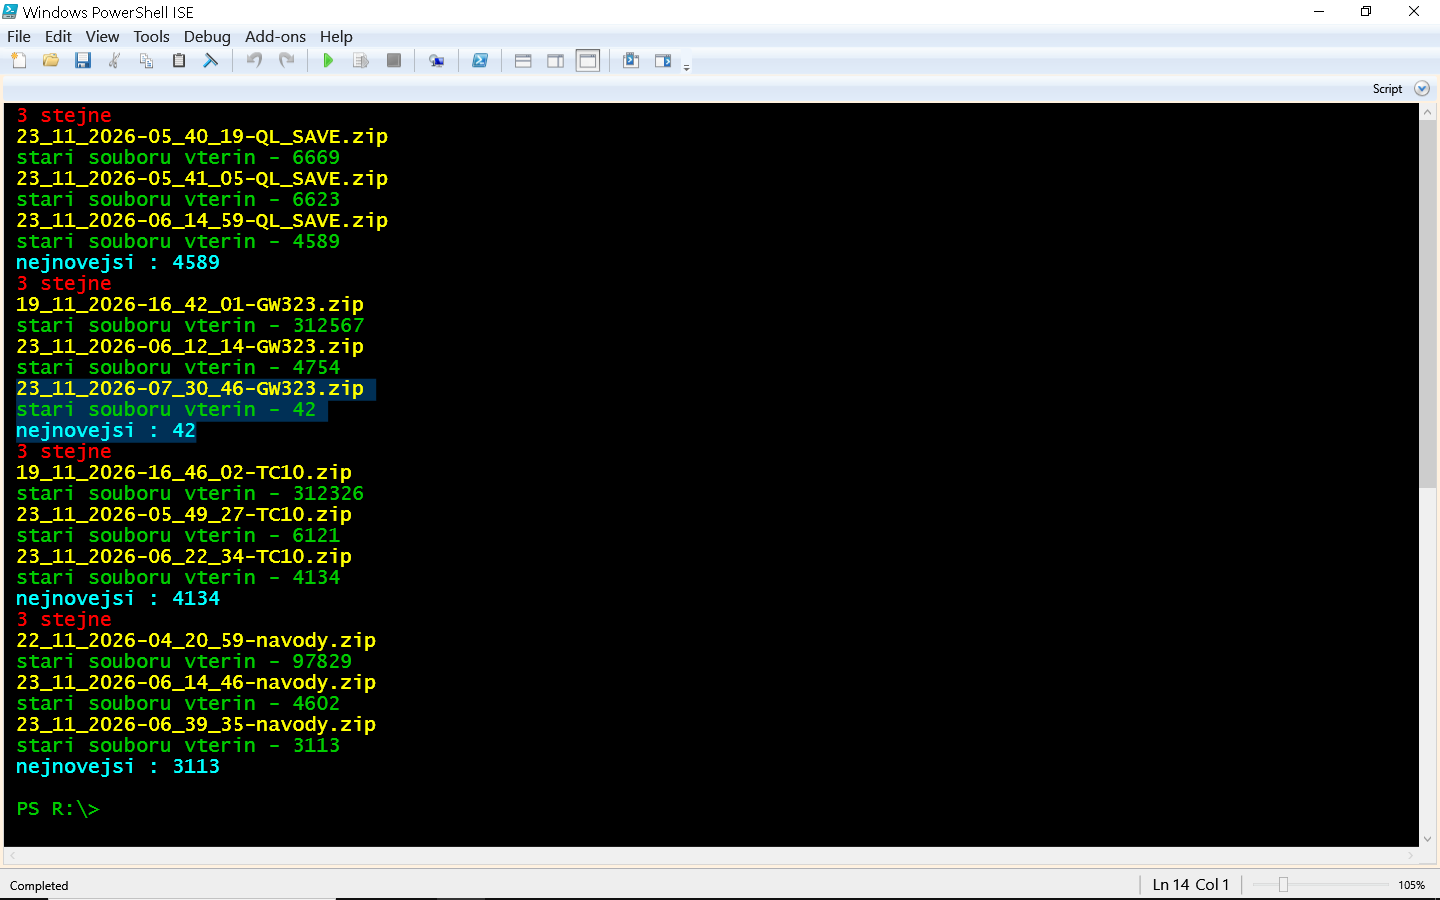 Windows PowerShell ISE
File Edit View Tools Debug Add-ons Help
Script
3 stejne
23_11_2026-05_40_19-QL_SAVE.zip
stari souboru vterin - 6669
23_11_2026-05_41_05-QL_SAVE.zip
stari souboru vterin - 6623
23_11_2026-06_14_59-QL_SAVE.zip
stari souboru vterin - 4589
nejnovejsi : 4589
3 stejne
19_11_2026-16_42_01-GW323.zip
stari souboru vterin - 312567
23_11_2026-06_12_14-GW323.zip
stari souboru vterin - 4754
23_11_2026-07_30_46-GW323.zip
stari souboru vterin - 42
nejnovejsi : 42
3 stejne
19_11_2026-16_46_02-TC10.zip
stari souboru vterin - 312326
23_11_2026-05_49_27-TC10.zip
stari souboru vterin - 6121
23_11_2026-06_22_34-TC10.zip
stari souboru vterin - 4134
nejnovejsi : 4134
3 stejne
22_11_2026-04_20_59-navody.zip
stari souboru vterin - 97829
23_11_2026-06_14_46-navody.zip
stari souboru vterin - 4602
23_11_2026-06_39_35-navody.zip
stari souboru vterin - 3113
nejnovejsi : 3113
PS R:\>
Completed
Ln 14 Col 1
105%